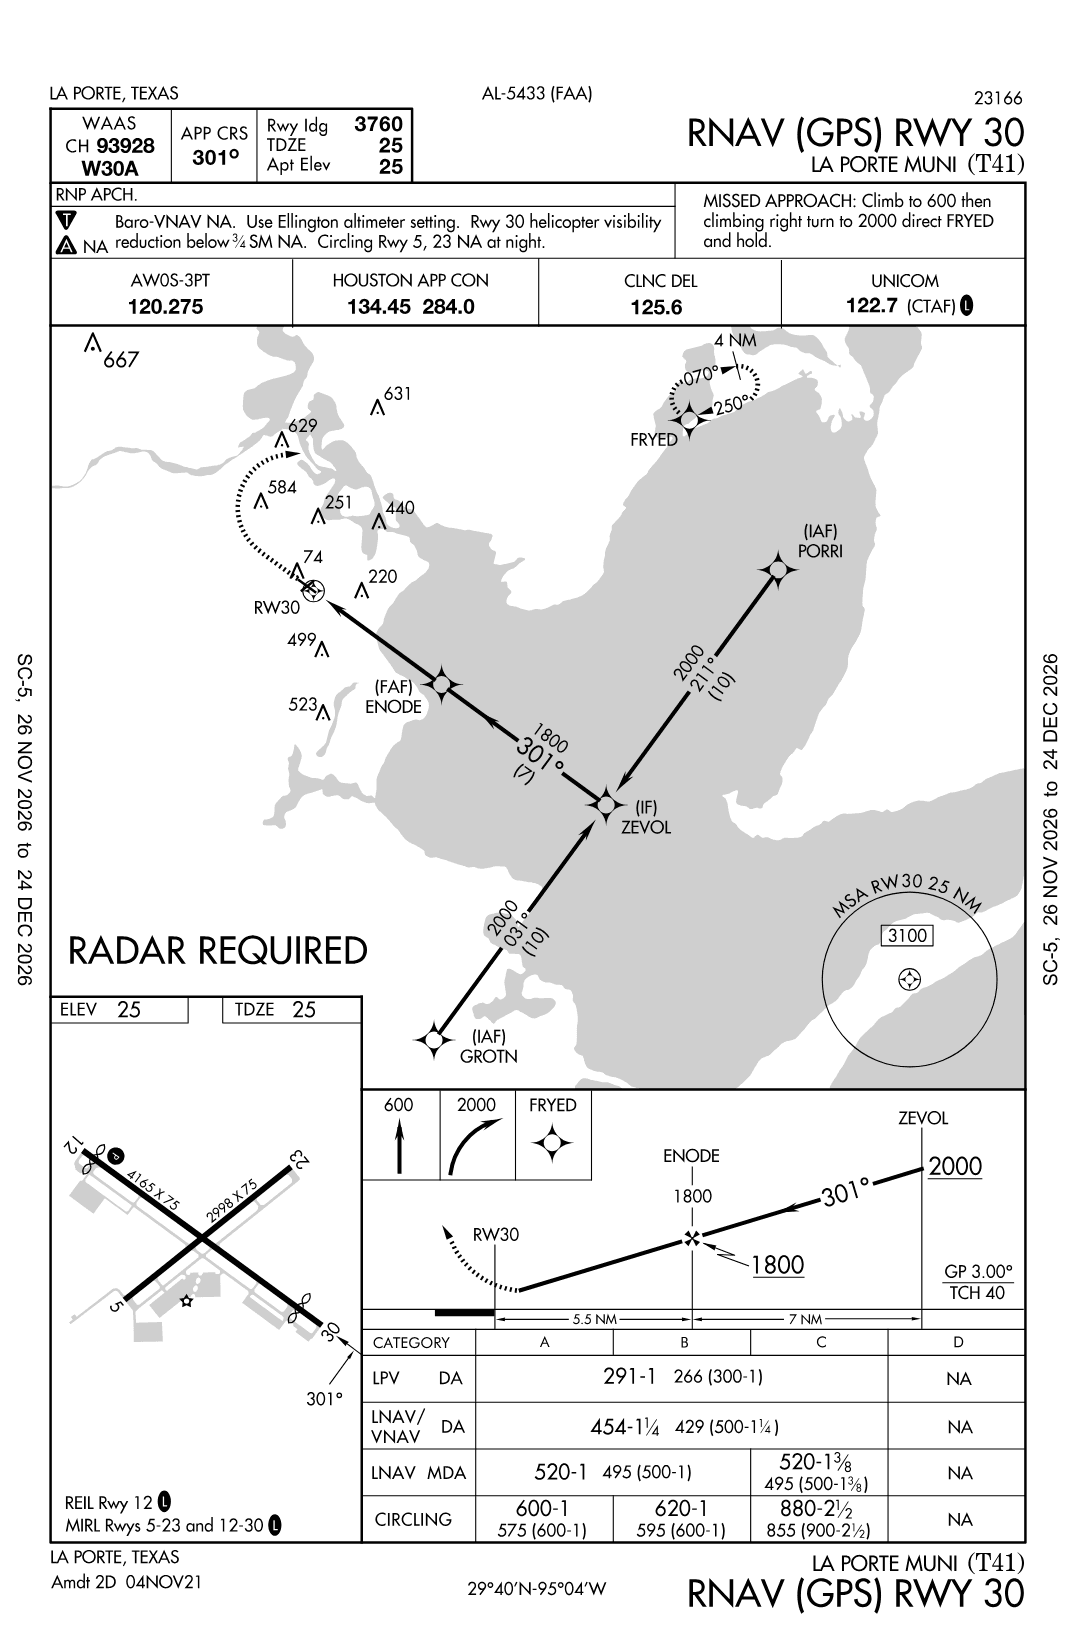 LA PORTE, TEXAS
AL-5433 (FAA)
23166
WAAS
CH 93928
W30A
APP CRS
301°
Rwy ldg 3760
TDZE 25
Apt Elev 25
RNAV (GPS) RWY 30
LA PORTE MUNI (T41)
RNP APCH.
T
A NA
Baro-VNAV NA. Use Ellington altimeter setting. Rwy 30 helicopter visibility
reduction below ¾ SM NA. Circling Rwy 5, 23 NA at night.
MISSED APPROACH: Climb to 600 then
climbing right turn to 2000 direct FRYED
and hold.
AWOS-3PT
120.275
HOUSTON APP CON
134.45 284.0
CLNC DEL
125.6
UNICOM
122.7 (CTAF) L
667
631
629
584
251
440
74
220
RW30
499
523
4 NM
070°
250°
FRYED
(IAF)
PORRI
2000
211°
(10)
(FAF)
ENODE
1800
301°
(7)
(IF)
ZEVOL
2000
031°
(10)
(IAF)
GROTN
MSA RW30 25 NM
3100
RADAR REQUIRED
SC-5, 26 NOV 2026 to 24 DEC 2026
SC-5, 26 NOV 2026 to 24 DEC 2026
ELEV 25
TDZE 25
12
P
23
4165 X 75
2998 X 75
5
30
301°
REIL Rwy 12 L
MIRL Rwys 5-23 and 12-30 L
600
2000
FRYED
ZEVOL
2000
ENODE
1800
301°
RW30
1800
GP 3.00°
TCH 40
5.5 NM
7 NM
CATEGORY A B C D
LPV DA 291-1 266 (300-1) NA
LNAV/
VNAV DA 454-1¼ 429 (500-1¼) NA
LNAV MDA 520-1 495 (500-1) 520-1⅜
495 (500-1⅜) NA
CIRCLING 600-1
575 (600-1) 620-1
595 (600-1) 880-2½
855 (900-2½) NA
LA PORTE, TEXAS
Amdt 2D 04NOV21
29°40'N-95°04'W
LA PORTE MUNI (T41)
RNAV (GPS) RWY 30